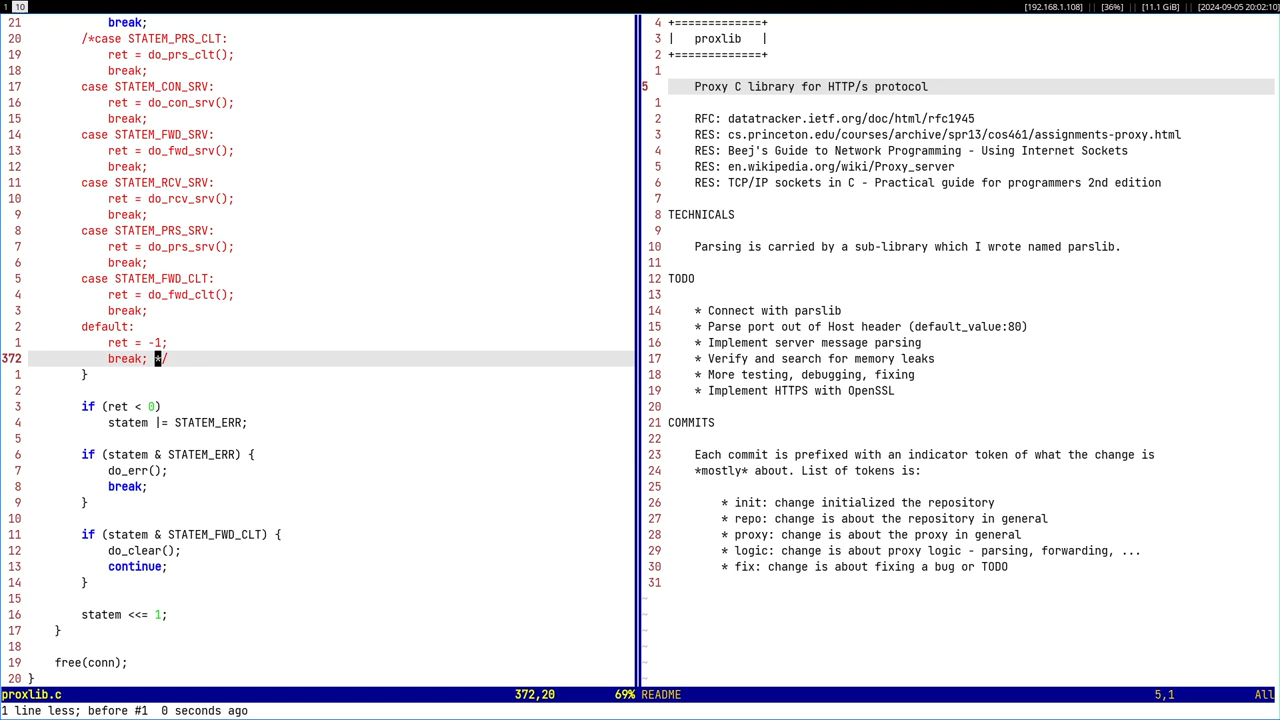 1 10 [192.168.1.108] || [36%] || [11.1 GiB] || [2024-09-05 20:02:10]
21 break;
20 /*case STATEM_PRS_CLT:
19 ret = do_prs_clt();
18 break;
17 case STATEM_CON_SRV:
16 ret = do_con_srv();
15 break;
14 case STATEM_FWD_SRV:
13 ret = do_fwd_srv();
12 break;
11 case STATEM_RCV_SRV:
10 ret = do_rcv_srv();
9 break;
8 case STATEM_PRS_SRV:
7 ret = do_prs_srv();
6 break;
5 case STATEM_FWD_CLT:
4 ret = do_fwd_clt();
3 break;
2 default:
1 ret = -1;
372 break; */
1 }
2
3 if (ret < 0)
4 statem |= STATEM_ERR;
5
6 if (statem & STATEM_ERR) {
7 do_err();
8 break;
9 }
10
11 if (statem & STATEM_FWD_CLT) {
12 do_clear();
13 continue;
14 }
15
16 statem <<= 1;
17 }
18
19 free(conn);
20 }
proxlib.c 372,20 69%
4 +=============+
3 | proxlib |
2 +=============+
1
5 Proxy C library for HTTP/s protocol
1
2 RFC: datatracker.ietf.org/doc/html/rfc1945
3 RES: cs.princeton.edu/courses/archive/spr13/cos461/assignments-proxy.html
4 RES: Beej's Guide to Network Programming - Using Internet Sockets
5 RES: en.wikipedia.org/wiki/Proxy_server
6 RES: TCP/IP sockets in C - Practical guide for programmers 2nd edition
7
8 TECHNICALS
9
10 Parsing is carried by a sub-library which I wrote named parslib.
11
12 TODO
13
14 * Connect with parslib
15 * Parse port out of Host header (default_value:80)
16 * Implement server message parsing
17 * Verify and search for memory leaks
18 * More testing, debugging, fixing
19 * Implement HTTPS with OpenSSL
20
21 COMMITS
22
23 Each commit is prefixed with an indicator token of what the change is
24 *mostly* about. List of tokens is:
25
26 * init: change initialized the repository
27 * repo: change is about the repository in general
28 * proxy: change is about the proxy in general
29 * logic: change is about proxy logic - parsing, forwarding, ...
30 * fix: change is about fixing a bug or TODO
31
~
~
~
~
~
~
README 5,1 All
1 line less; before #1 0 seconds ago